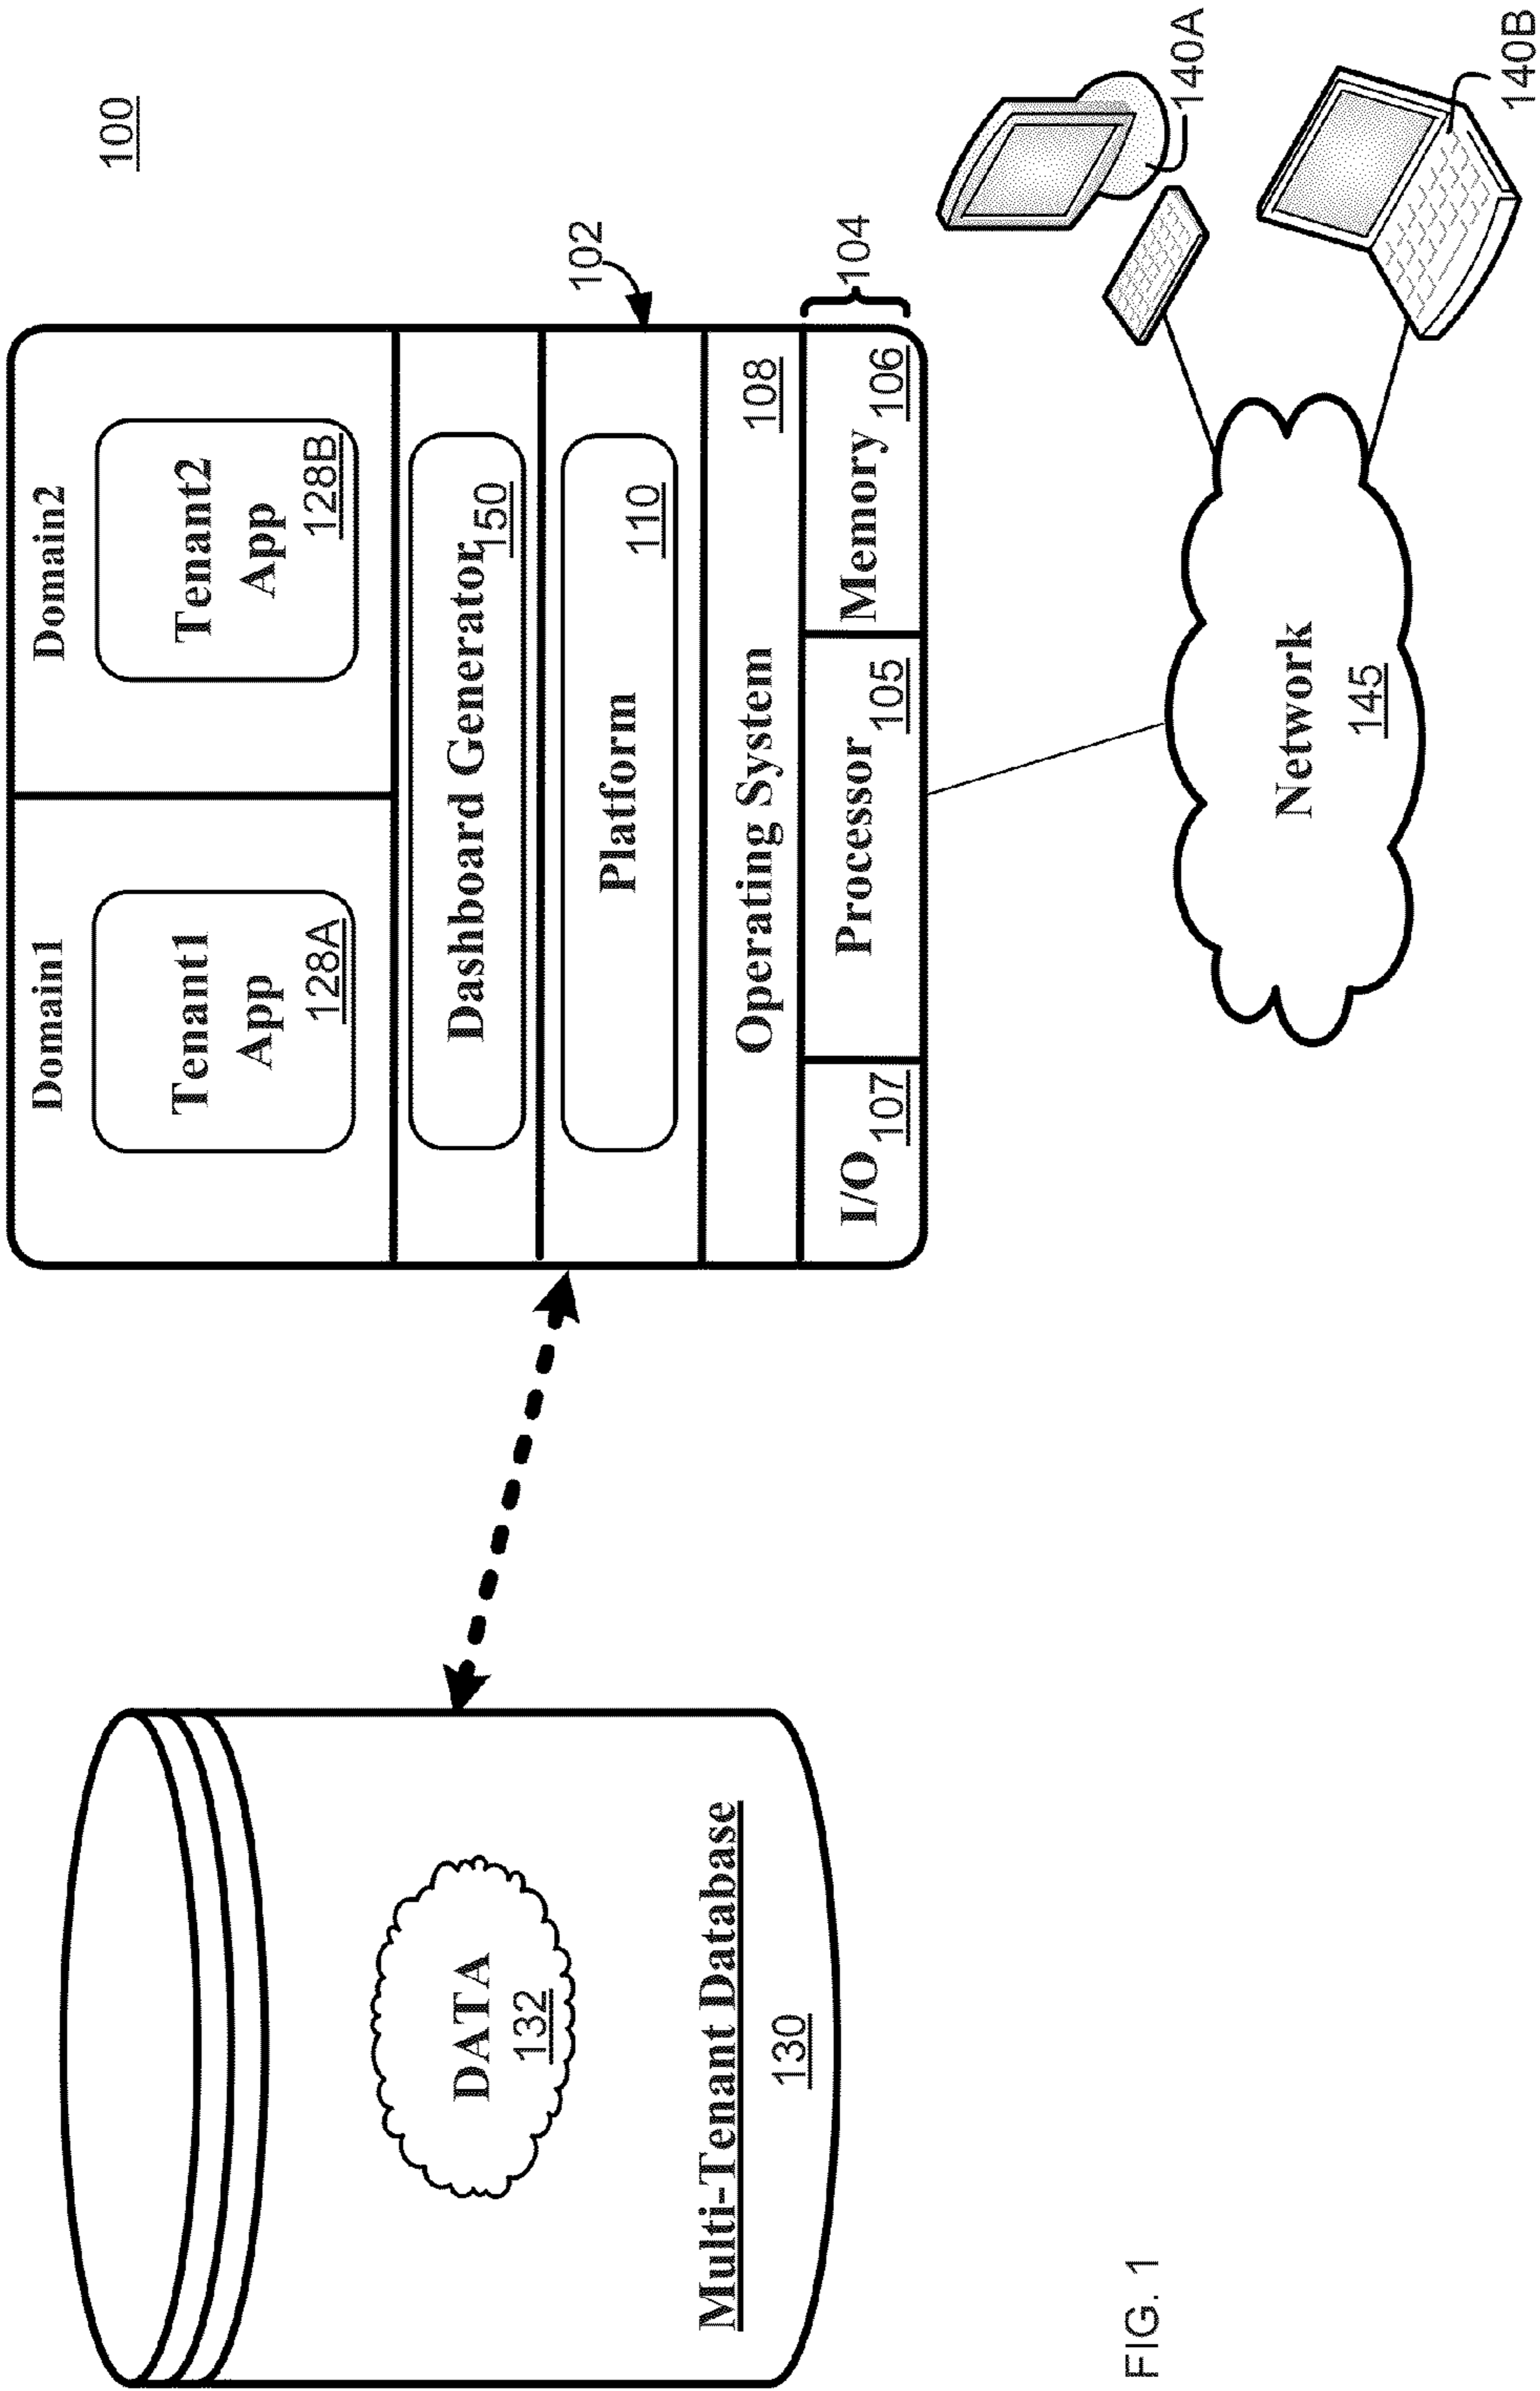 100
Domain1
Domain2
Tenant1
App
128A
Tenant2
App
128B
Dashboard Generator
150
102
Platform
110
Operating System
108
I/O
107
Processor
105
Memory
106
104
DATA
132
Multi-Tenant Database
130
Network
145
140A
140B
FIG. 1